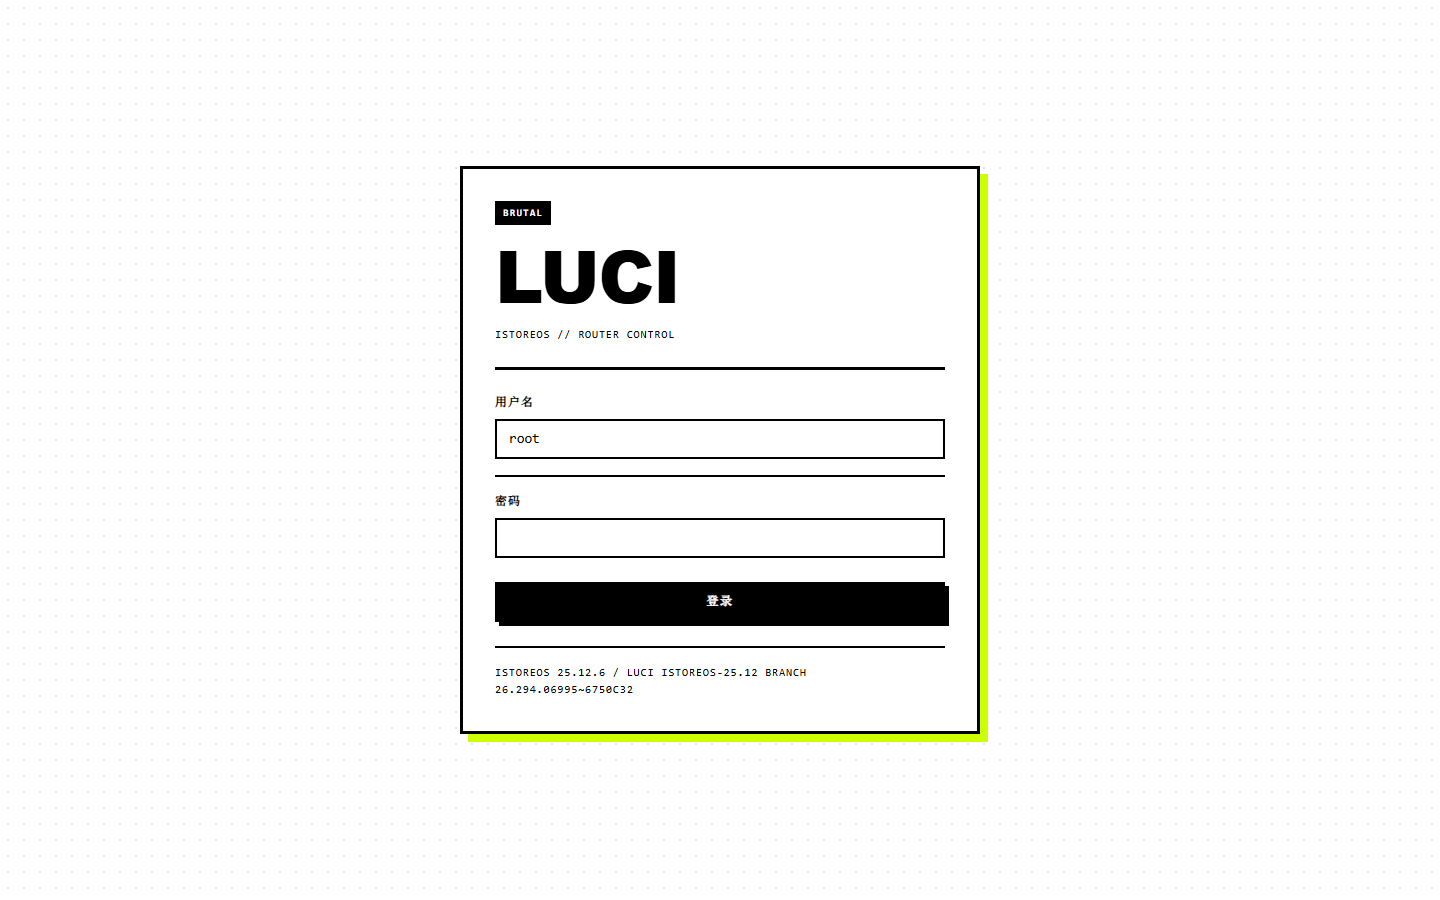 BRUTAL
LUCI
ISTOREOS // ROUTER CONTROL
用户名
root
密码
登录
ISTOREOS 25.12.6 / LUCI ISTOREOS-25.12 BRANCH
26.294.06995~6750C32